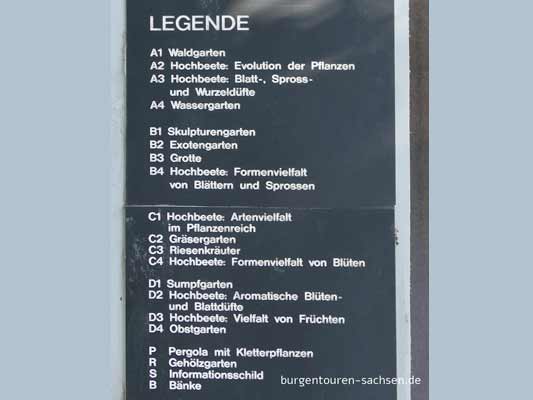 LEGENDE
A1 Waldgarten
A2 Hochbeete: Evolution der Pflanzen
A3 Hochbeete: Blatt-, Spross-
und Wurzeldüfte
A4 Wassergarten
B1 Skulpturengarten
B2 Exotengarten
B3 Grotte
B4 Hochbeete: Formenvielfalt
von Blättern und Sprossen
C1 Hochbeete: Artenvielfalt
im Pflanzenreich
C2 Gräsergarten
C3 Riesenkräuter
C4 Hochbeete: Formenvielfalt von Blüten
D1 Sumpfgarten
D2 Hochbeete: Aromatische Blüten-
und Blattdüfte
D3 Hochbeete: Vielfalt von Früchten
D4 Obstgarten
P Pergola mit Kletterpflanzen
R Gehölzgarten
S Informationsschild
B Bänke
burgentouren-sachsen.de